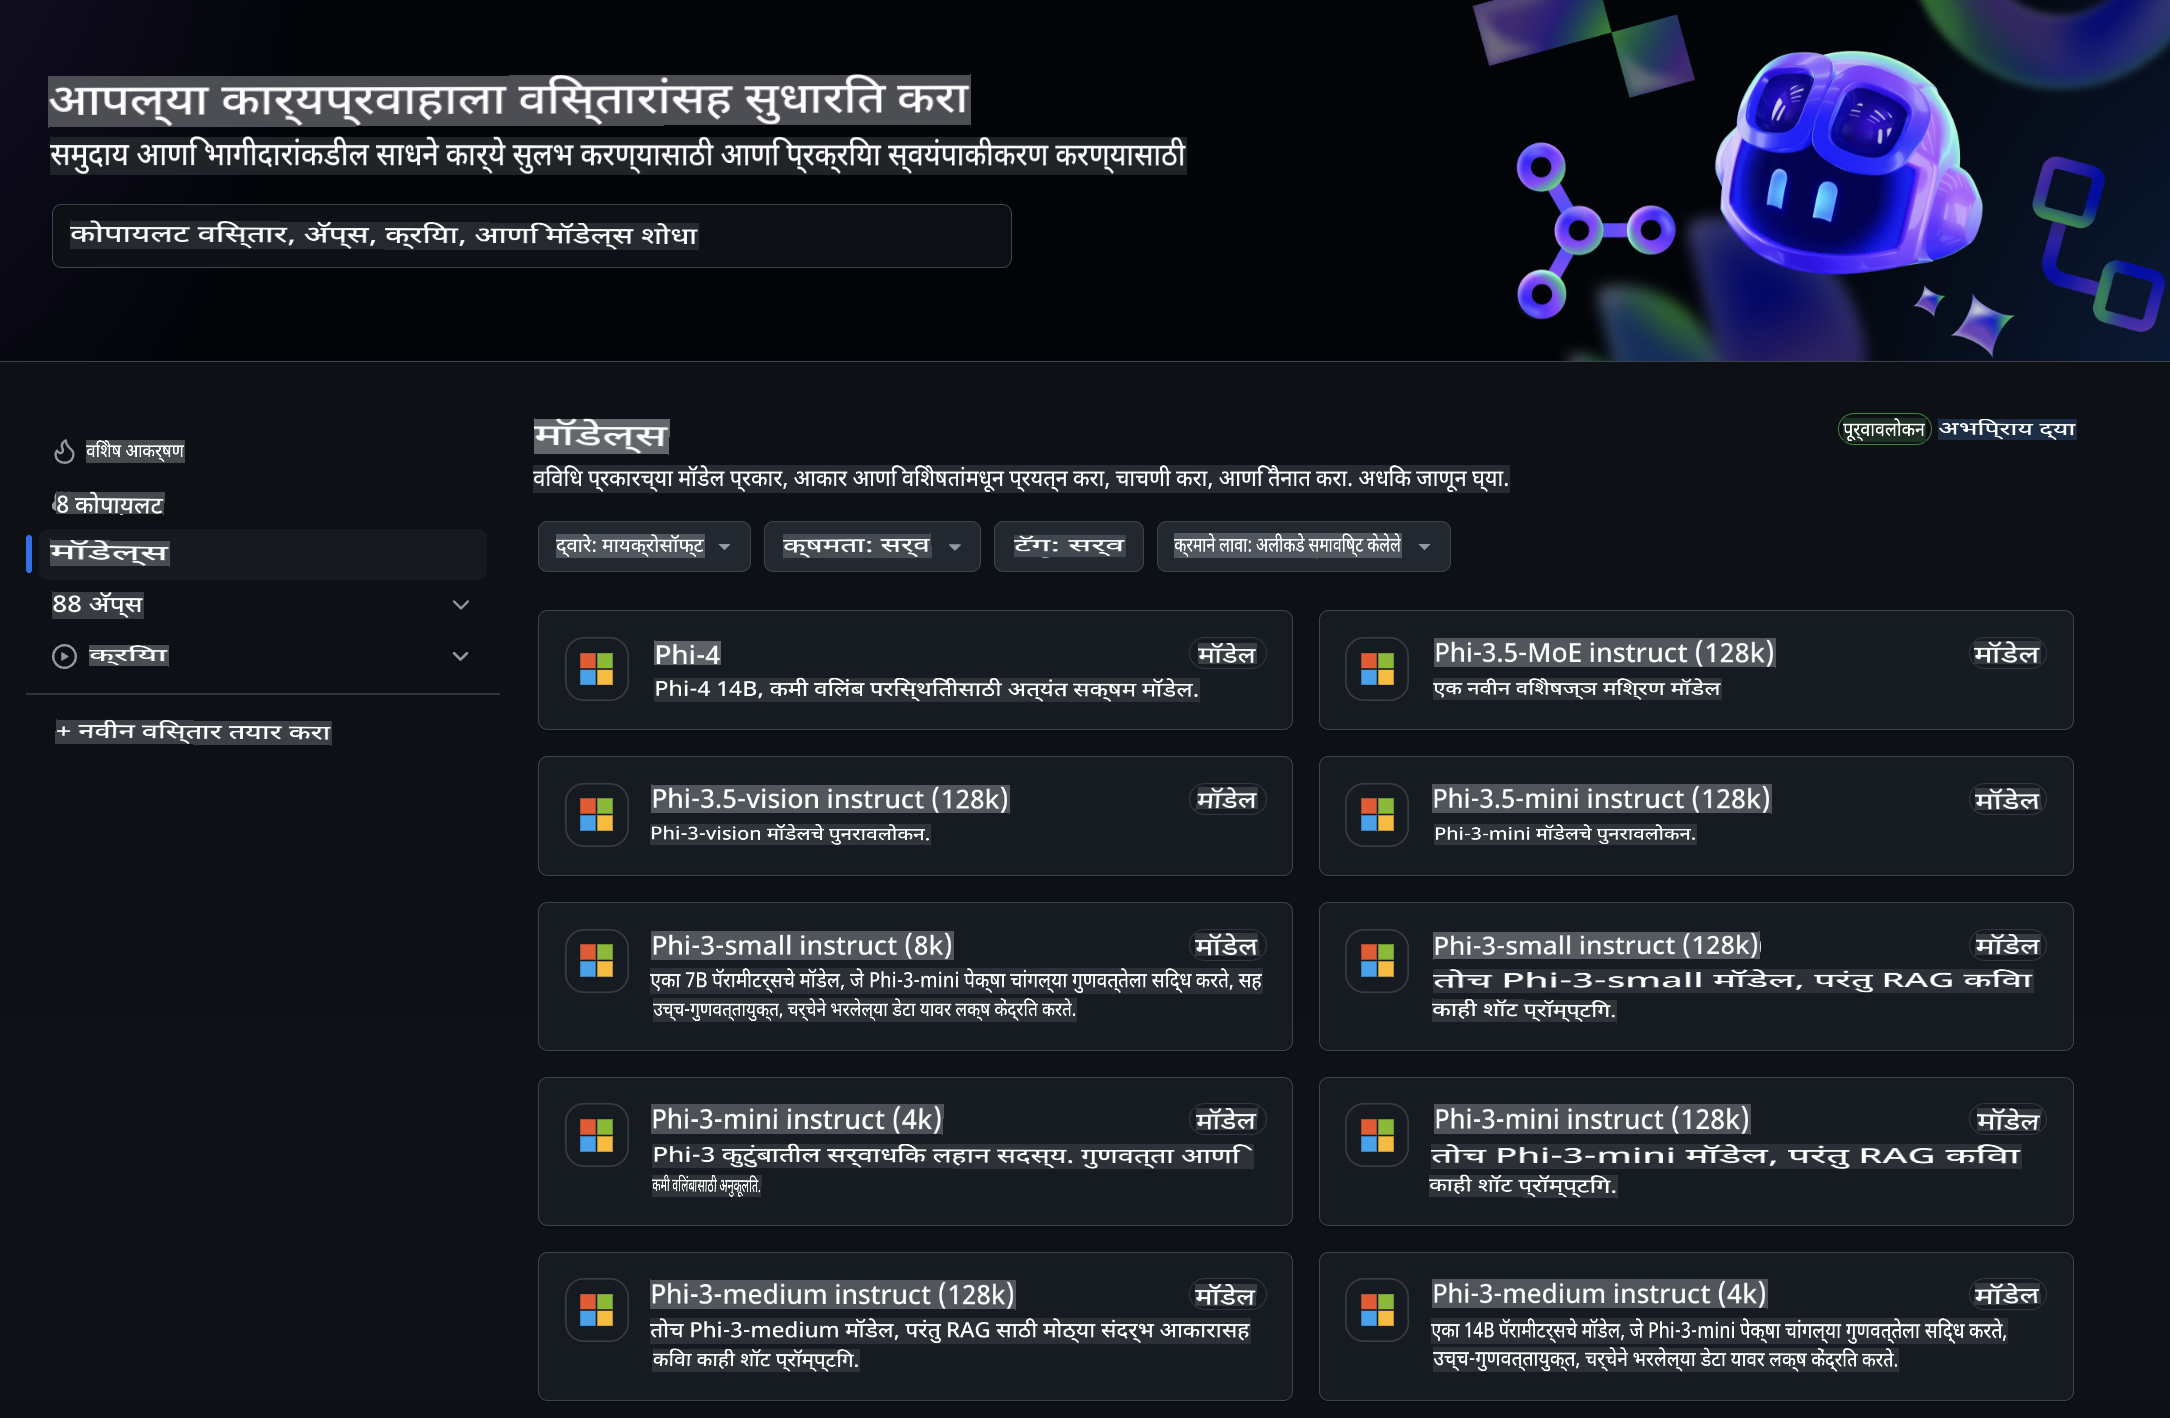 आपल्या कार्यप्रवाहाला विस्तारांसह सुधारित करा
समुदाय आणि भागीदारांकडील साधने कार्ये सुलभ करण्यासाठी आणि प्रक्रिया स्वयंपाकीकरण करण्यासाठी
कोपायलट विस्तार, अ‍ॅप्स, क्रिया, आणि मॉडेल्स शोधा
विशेष आकर्षण
8 कोपायलट
मॉडेल्स
88 अ‍ॅप्स
क्रिया
+ नवीन विस्तार तयार करा
मॉडेल्स
पूर्वावलोकन अभिप्राय द्या
विविध प्रकारच्या मॉडेल प्रकार, आकार आणि विशेषतांमधून प्रयत्न करा, चाचणी करा, आणि तैनात करा. अधिक जाणून घ्या.
द्वारे: मायक्रोसॉफ्ट
क्षमता: सर्व
टॅग: सर्व
क्रमाने लावा: अलीकडे समाविष्ट केलेले
Phi-4
मॉडेल
Phi-4 14B, कमी विलंब परिस्थितीसाठी अत्यंत सक्षम मॉडेल.
Phi-3.5-MoE instruct (128k)
मॉडेल
एक नवीन विशेषज्ञ मिश्रण मॉडेल
Phi-3.5-vision instruct (128k)
मॉडेल
Phi-3-vision मॉडेलचे पुनरावलोकन.
Phi-3.5-mini instruct (128k)
मॉडेल
Phi-3-mini मॉडेलचे पुनरावलोकन.
Phi-3-small instruct (8k)
मॉडेल
एका 7B पॅरामीटर्सचे मॉडेल, जे Phi-3-mini पेक्षा चांगल्या गुणवत्तेला सिद्ध करते, सह
उच्च-गुणवत्तायुक्त, चर्चेने भरलेल्या डेटा यावर लक्ष केंद्रित करते.
Phi-3-small instruct (128k)
मॉडेल
तोच Phi-3-small मॉडेल, परंतु RAG किंवा
काही शॉट प्रॉम्प्टिंग.
Phi-3-mini instruct (4k)
मॉडेल
Phi-3 कुटुंबातील सर्वाधिक लहान सदस्य. गुणवत्ता आणि
कमी विलंबासाठी अनुकूलित.
Phi-3-mini instruct (128k)
मॉडेल
तोच Phi-3-mini मॉडेल, परंतु RAG किंवा
काही शॉट प्रॉम्प्टिंग.
Phi-3-medium instruct (128k)
मॉडेल
तोच Phi-3-medium मॉडेल, परंतु RAG साठी मोठ्या संदर्भ आकारासह
किंवा काही शॉट प्रॉम्प्टिंग.
Phi-3-medium instruct (4k)
मॉडेल
एका 14B पॅरामीटर्सचे मॉडेल, जे Phi-3-mini पेक्षा चांगल्या गुणवत्तेला सिद्ध करते,
उच्च-गुणवत्तायुक्त, चर्चेने भरलेल्या डेटा यावर लक्ष केंद्रित करते.